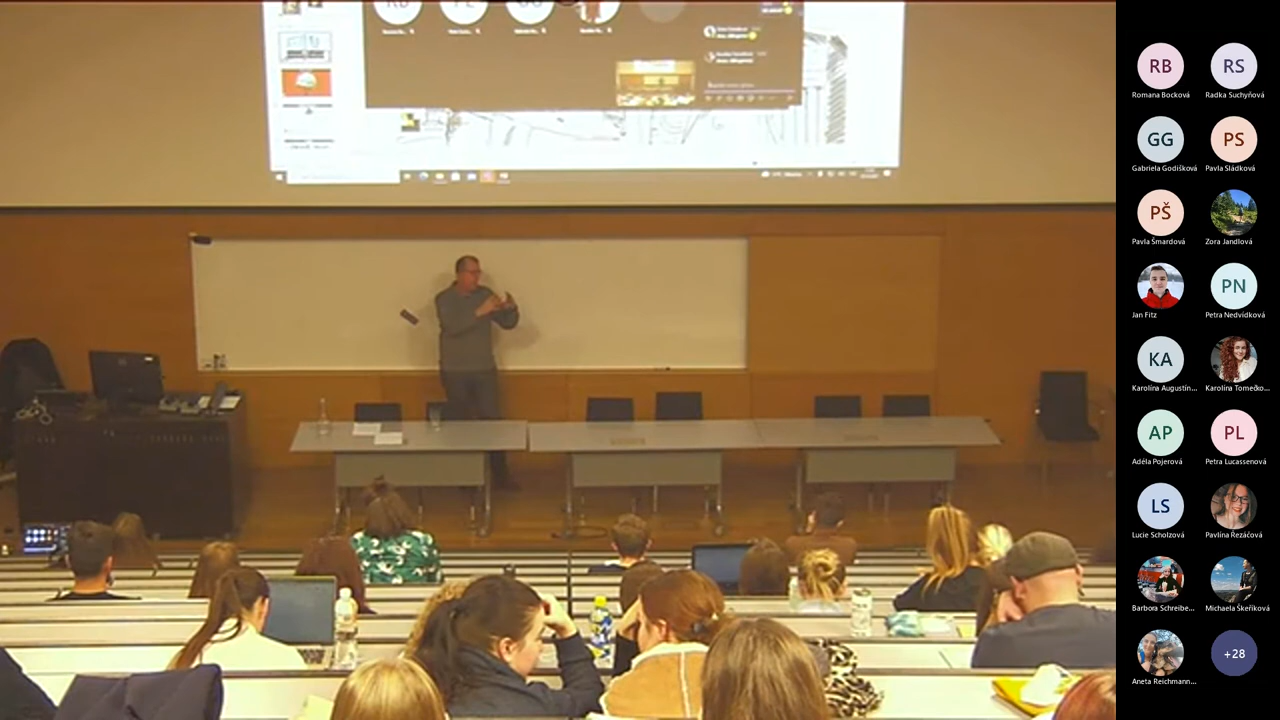 RB
RS
Romana Bocková
Radka Suchyňová
GG
PS
Gabriela Godišková
Pavla Sládková
PŠ
Pavla Šmardová
Zora Jandlová
PN
Jan Fitz
Petra Nedvídková
KA
Karolína Augustin...
Karolína Tomečko...
AP
PL
Adéla Pojerová
Petra Lucassenová
LS
Lucie Scholzová
Pavlína Řezáčová
Barbora Schreibe...
Michaela Škeříková
+28
Aneta Reichmann...